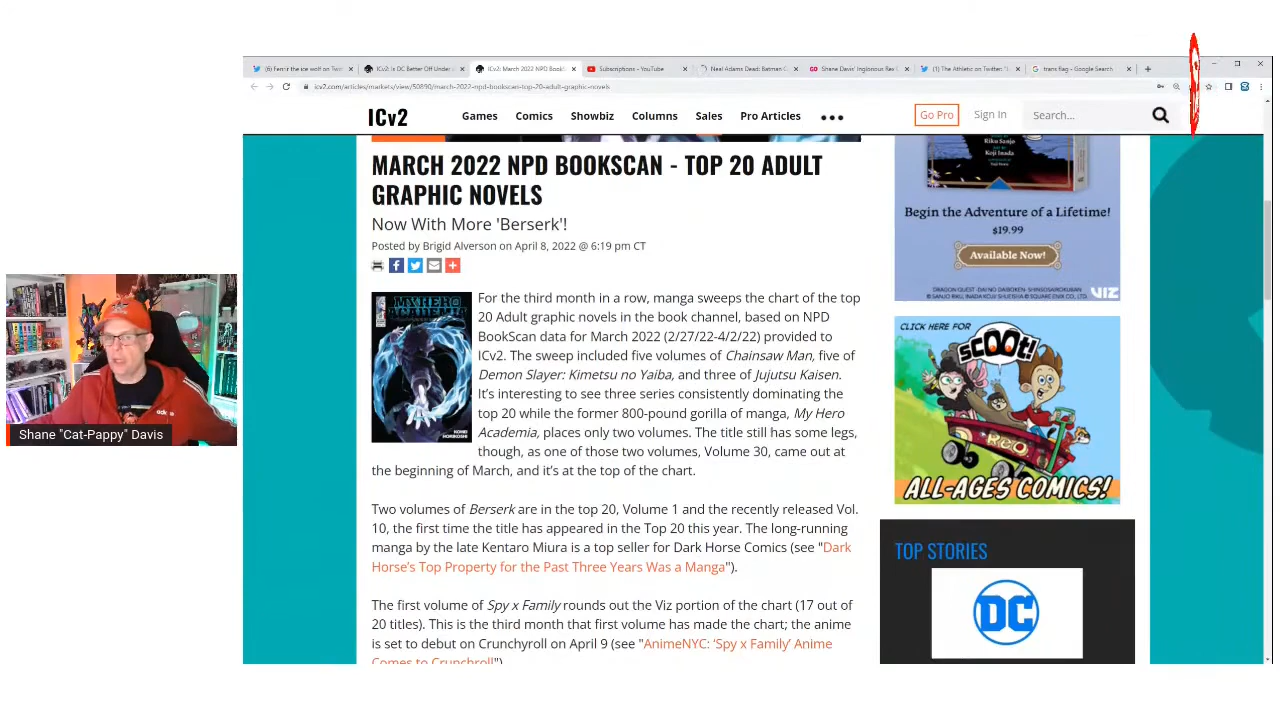 (6) Fenrir the ice wolf on Twitt
ICv2: Is DC Better Off Under
ICv2: March 2022 NPD BookS
Subscriptions - YouTube
Neal Adams Dead: Batman C
Shane Davis' Inglorious Rex
(1) The Athletic on Twitter: "
trans flag - Google Search
icv2.com/articles/markets/view/50890/march-2022-npd-bookscan-top-20-adult-graphic-novels
ICv2
Games
Comics
Showbiz
Columns
Sales
Pro Articles
Go Pro
Sign In
Search...
MARCH 2022 NPD BOOKSCAN - TOP 20 ADULT
GRAPHIC NOVELS
Now With More 'Berserk'!
Posted by Brigid Alverson on April 8, 2022 @ 6:19 pm CT
MY HERO
ACADEMIA
KOHEI
HORIKOSHI
For the third month in a row, manga sweeps the chart of the top
20 Adult graphic novels in the book channel, based on NPD
BookScan data for March 2022 (2/27/22-4/2/22) provided to
ICv2. The sweep included five volumes of Chainsaw Man, five of
Demon Slayer: Kimetsu no Yaiba, and three of Jujutsu Kaisen.
It's interesting to see three series consistently dominating the
top 20 while the former 800-pound gorilla of manga, My Hero
Academia, places only two volumes. The title still has some legs,
though, as one of those two volumes, Volume 30, came out at
the beginning of March, and it's at the top of the chart.
Two volumes of Berserk are in the top 20, Volume 1 and the recently released Vol.
10, the first time the title has appeared in the Top 20 this year. The long-running
manga by the late Kentaro Miura is a top seller for Dark Horse Comics (see "Dark
Horse's Top Property for the Past Three Years Was a Manga").
The first volume of Spy x Family rounds out the Viz portion of the chart (17 out of
20 titles). This is the third month that first volume has made the chart; the anime
is set to debut on Crunchyroll on April 9 (see "AnimeNYC: 'Spy x Family' Anime
Comes to Crunchroll")
Riku Sanjo
Koji Inada
Begin the Adventure of a Lifetime!
$19.99
Available Now!
VIZ
CLICK HERE FOR
SCOOT!
RICO
ALL-AGES COMICS!
TOP STORIES
DC
Shane "Cat-Pappy" Davis